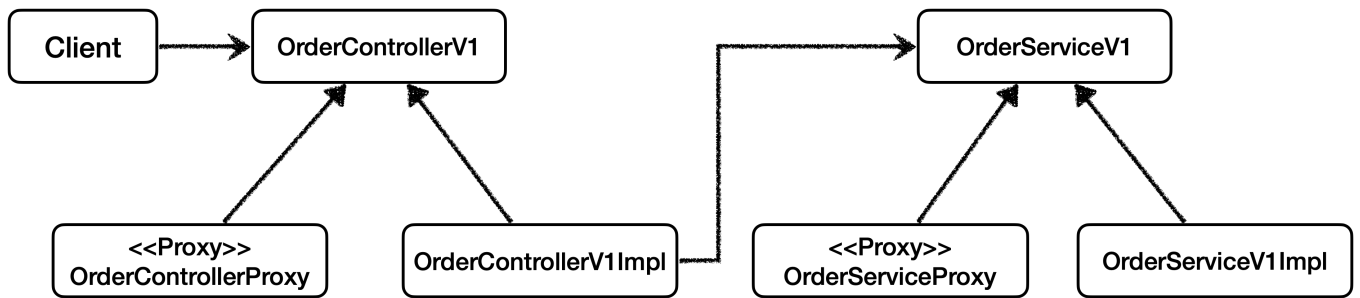 Client
OrderControllerV1
OrderServiceV1
<<Proxy>>
OrderControllerProxy
OrderControllerV1Impl
<<Proxy>>
OrderServiceProxy
OrderServiceV1Impl